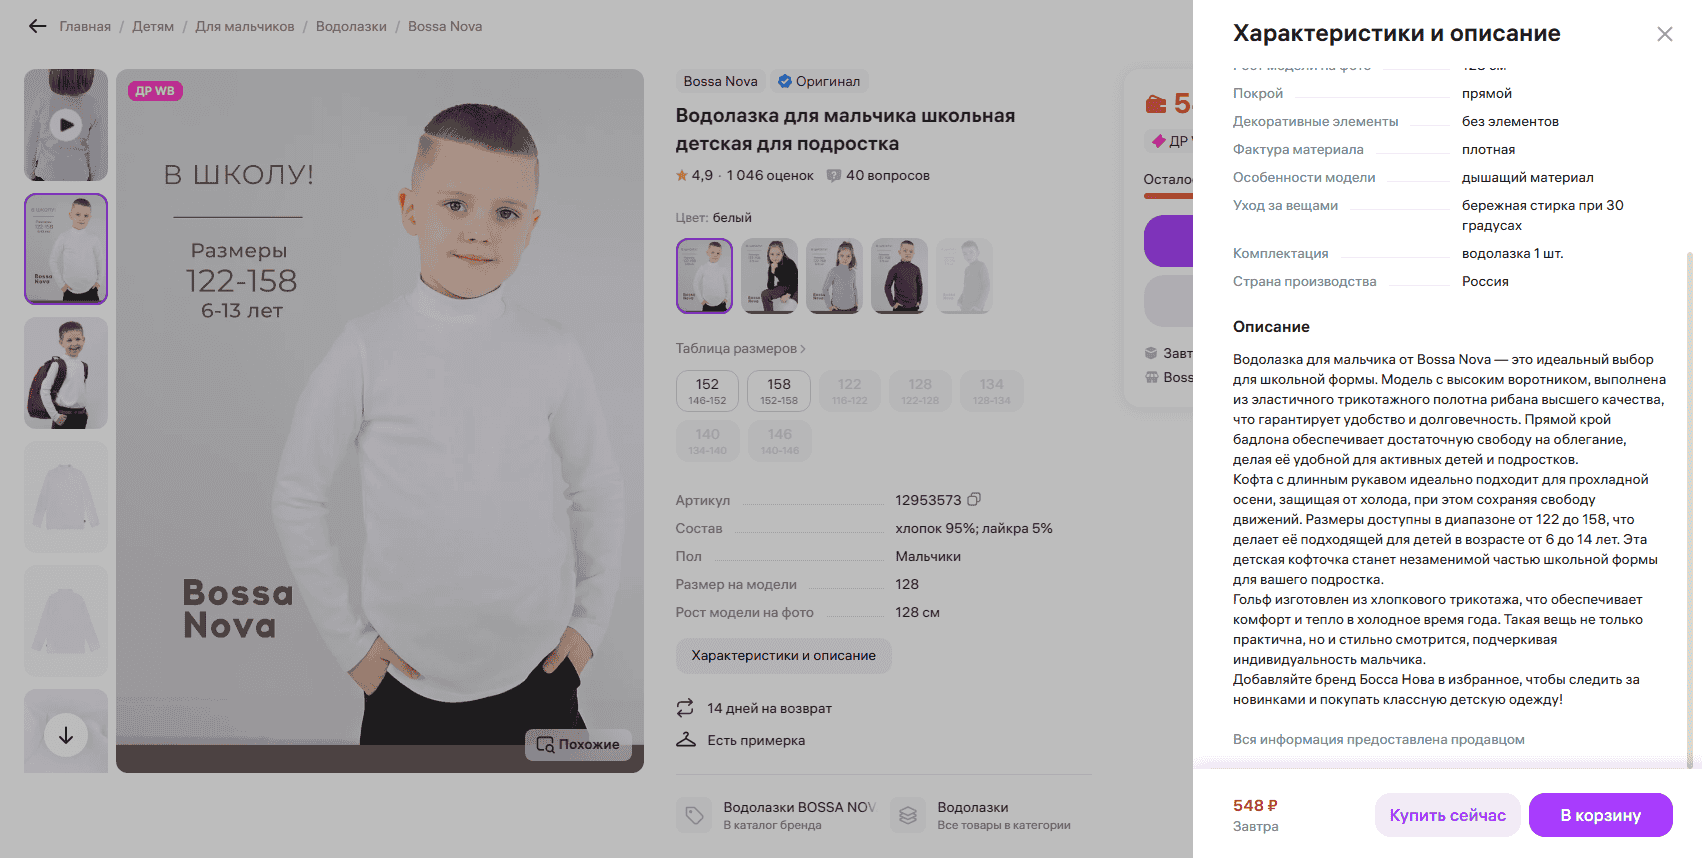 Главная / Детям / Для мальчиков / Водолазки / Bossa Nova
ДР WB
В ШКОЛУ!
Размеры
122-158
6-13 лет
Bossa
Nova
Похожие
Bossa Nova
Оригинал
Водолазка для мальчика школьная
детская для подростка
4,9 · 1 046 оценок
40 вопросов
Цвет: белый
Таблица размеров
152
146-152
158
152-158
122
116-122
128
122-128
134
128-134
140
134-140
146
140-146
Артикул 12953573
Состав хлопок 95%; лайкра 5%
Пол Мальчики
Размер на модели 128
Рост модели на фото 128 см
Характеристики и описание
14 дней на возврат
Есть примерка
Водолазки BOSSA NOV
В каталог бренда
Водолазки
Все товары в категории
ДР
Boss
Характеристики и описание
Рост модели на фото 128 см
Покрой прямой
Декоративные элементы без элементов
Фактура материала плотная
Особенности модели дышащий материал
Уход за вещами бережная стирка при 30
градусах
Комплектация водолазка 1 шт.
Страна производства Россия
Описание
Водолазка для мальчика от Bossa Nova — это идеальный выбор
для школьной формы. Модель с высоким воротником, выполнена
из эластичного трикотажного полотна рибана высшего качества,
что гарантирует удобство и долговечность. Прямой крой
бадлона обеспечивает достаточную свободу на облегание,
делая её удобной для активных детей и подростков.
Кофта с длинным рукавом идеально подходит для прохладной
осени, защищая от холода, при этом сохраняя свободу
движений. Размеры доступны в диапазоне от 122 до 158, что
делает её подходящей для детей в возрасте от 6 до 14 лет. Эта
детская кофточка станет незаменимой частью школьной формы
для вашего подростка.
Гольф изготовлен из хлопкового трикотажа, что обеспечивает
комфорт и тепло в холодное время года. Такая вещь не только
практична, но и стильно смотрится, подчеркивая
индивидуальность мальчика.
Добавляйте бренд Босса Нова в избранное, чтобы следить за
новинками и покупать классную детскую одежду!
Вся информация предоставлена продавцом
548 ₽
Завтра
Купить сейчас
В корзину